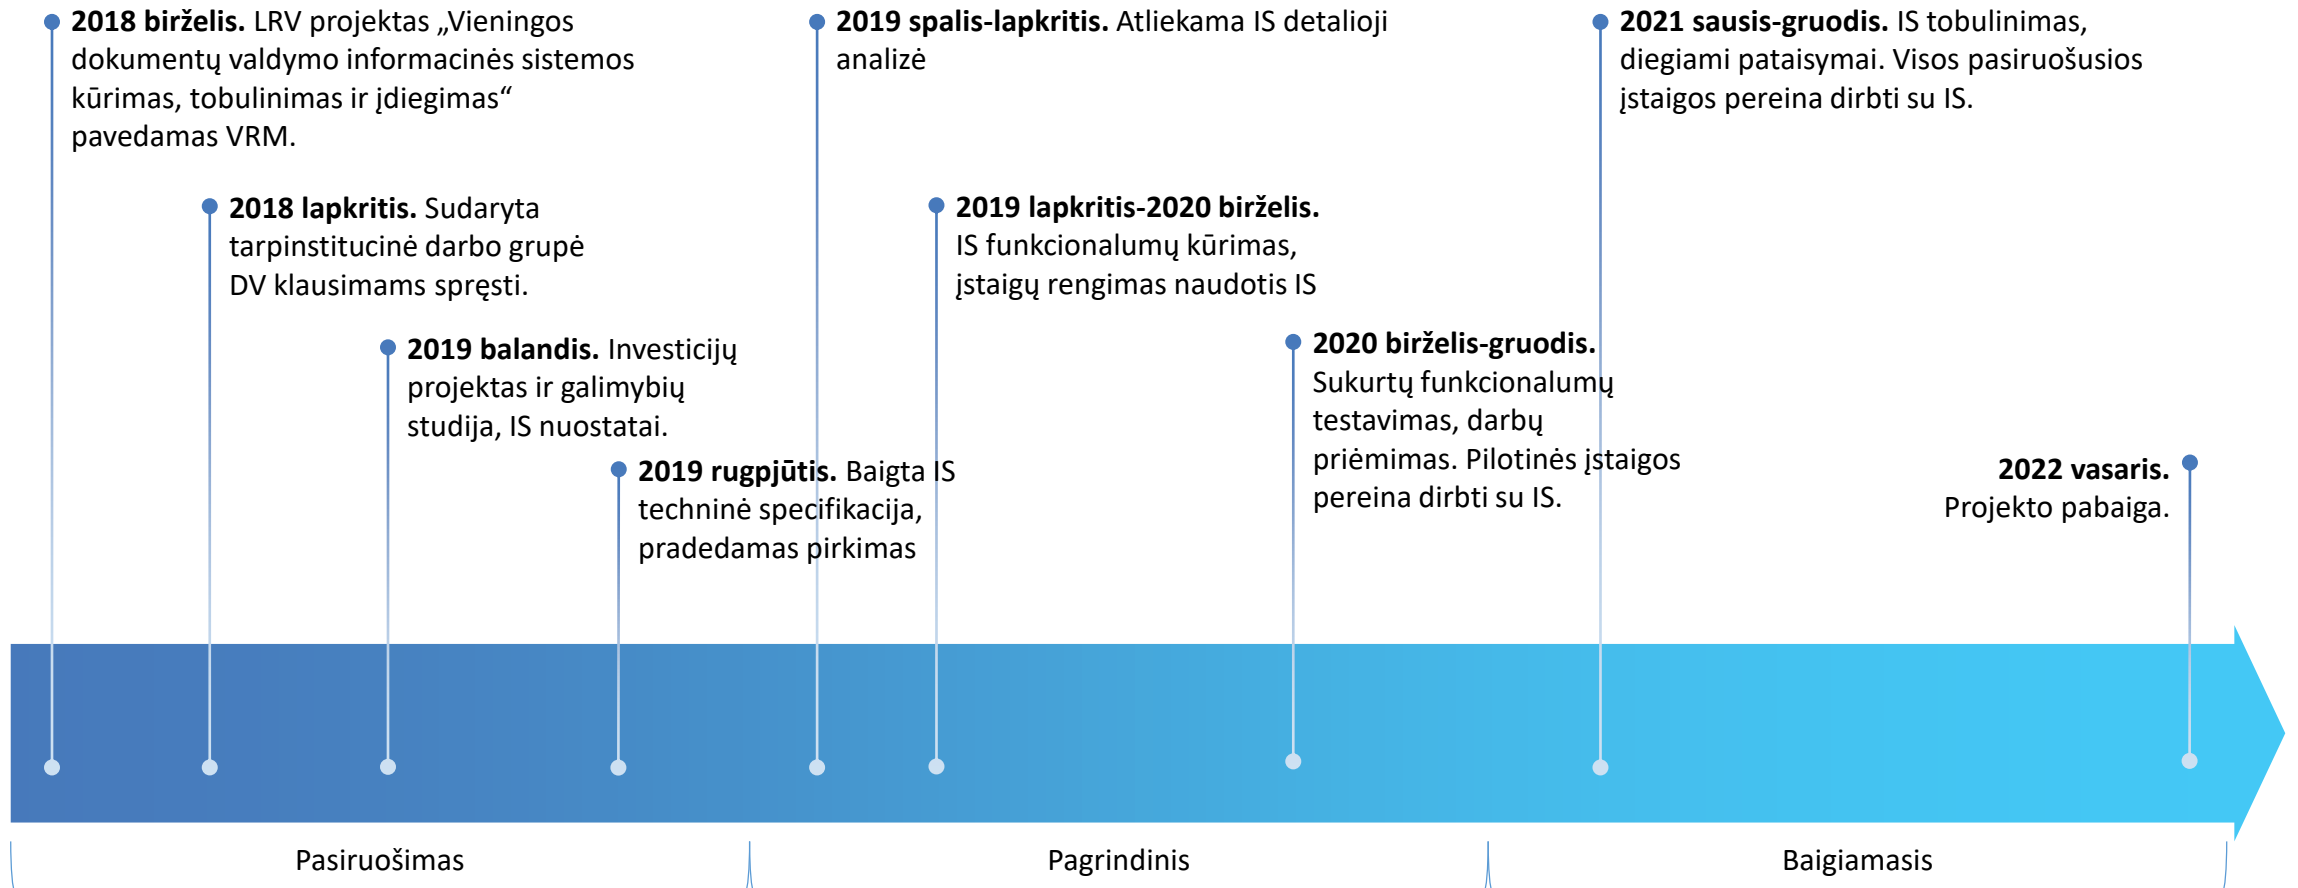 2018 birželis. LRV projektas „Vieningos
dokumentų valdymo informacinės sistemos
kūrimas, tobulinimas ir įdiegimas“
pavedamas VRM.
2018 lapkritis. Sudaryta
tarpinstitucinė darbo grupė
DV klausimams spręsti.
2019 balandis. Investicijų
projektas ir galimybių
studija, IS nuostatai.
2019 rugpjūtis. Baigta IS
techninė specifikacija,
pradedamas pirkimas
2019 spalis-lapkritis. Atliekama IS detalioji
analizė
2019 lapkritis-2020 birželis.
IS funkcionalumų kūrimas,
įstaigų rengimas naudotis IS
2020 birželis-gruodis.
Sukurtų funkcionalumų
testavimas, darbų
priėmimas. Pilotinės įstaigos
pereina dirbti su IS.
2021 sausis-gruodis. IS tobulinimas,
diegiami pataisymai. Visos pasiruošusios
įstaigos pereina dirbti su IS.
2022 vasaris.
Projekto pabaiga.
Pasiruošimas
Pagrindinis
Baigiamasis